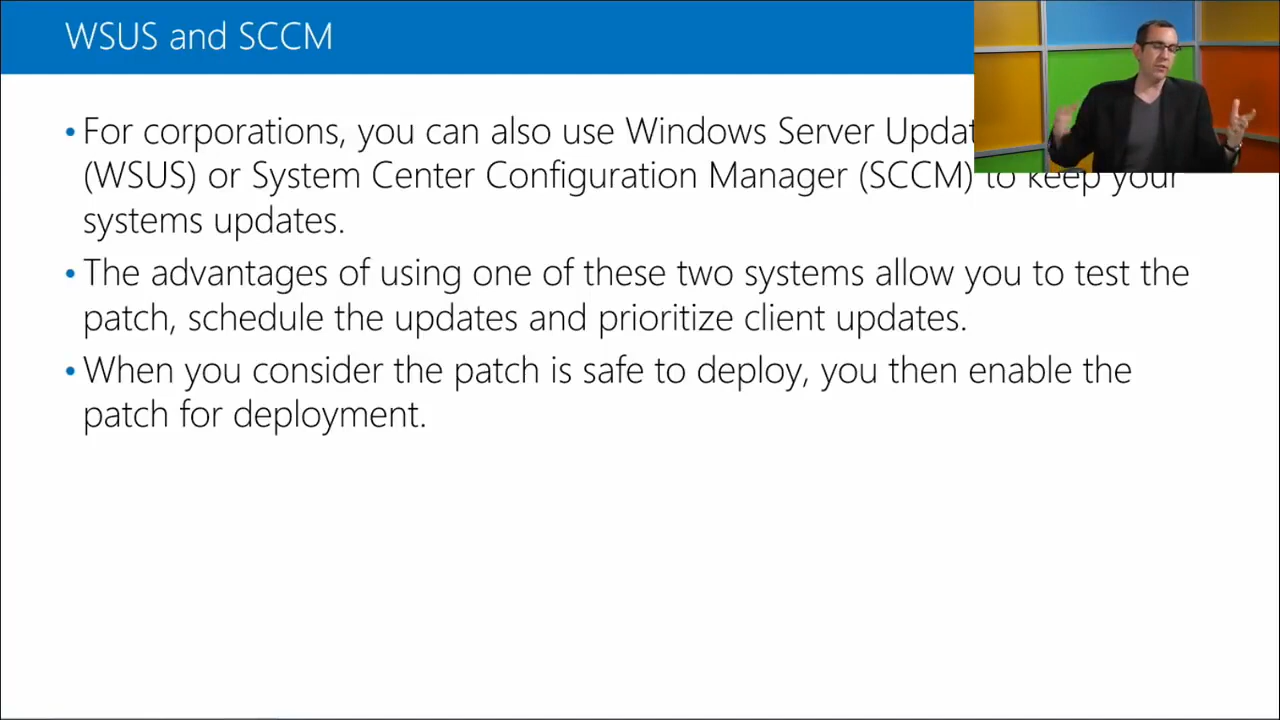 WSUS and SCCM
• For corporations, you can also use Windows Server
(WSUS) or System Center Configuration Manager (SCCM) to keep your
systems updates.
• The advantages of using one of these two systems allow you to test the
patch, schedule the updates and prioritize client updates.
• When you consider the patch is safe to deploy, you then enable the
patch for deployment.